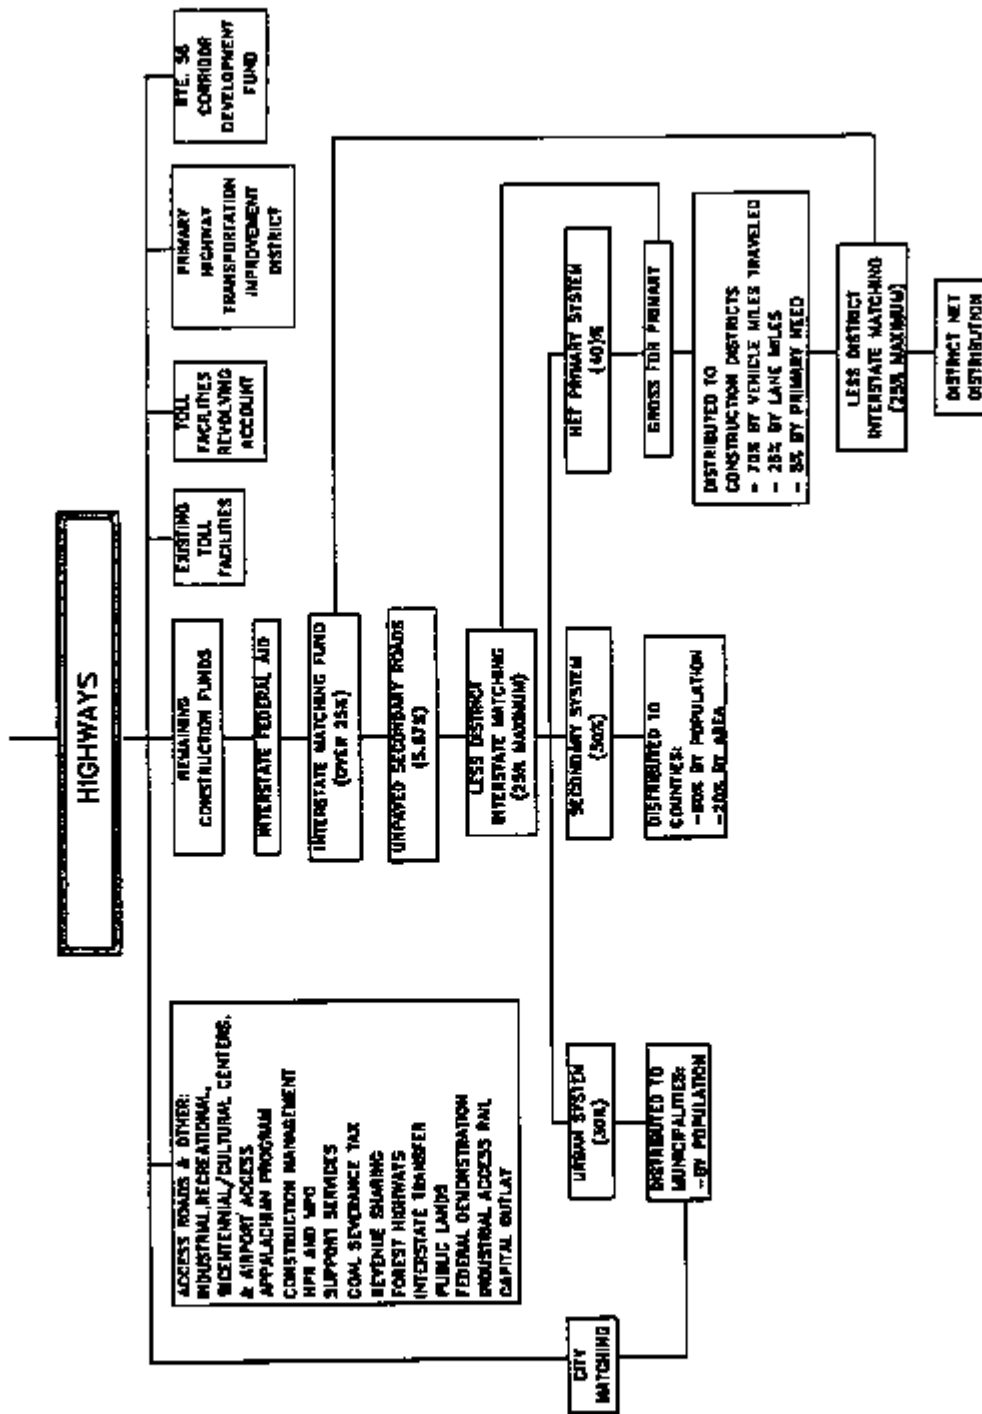 HIGHWAYS
ACCESS ROADS & OTHER:
INDUSTRIAL, RECREATIONAL,
BICENTENNIAL/CULTURAL CENTERS,
& AIRPORT ACCESS
APPALACHIAN PROGRAM
CONSTRUCTION MANAGEMENT
HPR AND MPO
SUPPORT SERVICES
COAL SEVERANCE TAX
REVENUE SHARING
FOREST HIGHWAYS
INTERSTATE TRANSFER
PUBLIC LANDS
FEDERAL DEMONSTRATION
INDUSTRIAL ACCESS RAIL
CAPITAL OUTLAY
REMAINING
CONSTRUCTION FUNDS
EXISTING
TOLL
FACILITIES
TOLL
FACILITIES
REVOLVING
ACCOUNT
PRIMARY
HIGHWAY
TRANSPORTATION
IMPROVEMENT
DISTRICT
RTE. 58
CORRIDOR
DEVELOPMENT
FUND
INTERSTATE FEDERAL AID
INTERSTATE MATCHING FUND
(OVER 25%)
UNPAVED SECONDARY ROADS
(5.67%)
LESS DISTRICT
INTERSTATE MATCHING
(25% MAXIMUM)
CITY
MATCHING
URBAN SYSTEM
(30%)
SECONDARY SYSTEM
(30%)
NET PRIMARY SYSTEM
(40)%
DISTRIBUTED TO
MUNICIPALITIES:
-BY POPULATION
DISTRIBUTED TO
COUNTIES:
-80% BY POPULATION
-20% BY AREA
GROSS FOR PRIMARY
DISTRIBUTED TO
CONSTRUCTION DISTRICTS
- 70% BY VEHICLE MILES TRAVELED
- 25% BY LANE MILES
- 5% BY PRIMARY NEED
LESS DISTRICT
INTERSTATE MATCHING
(25% MAXIMUM)
DISTRICT NET
DISTRIBUTION